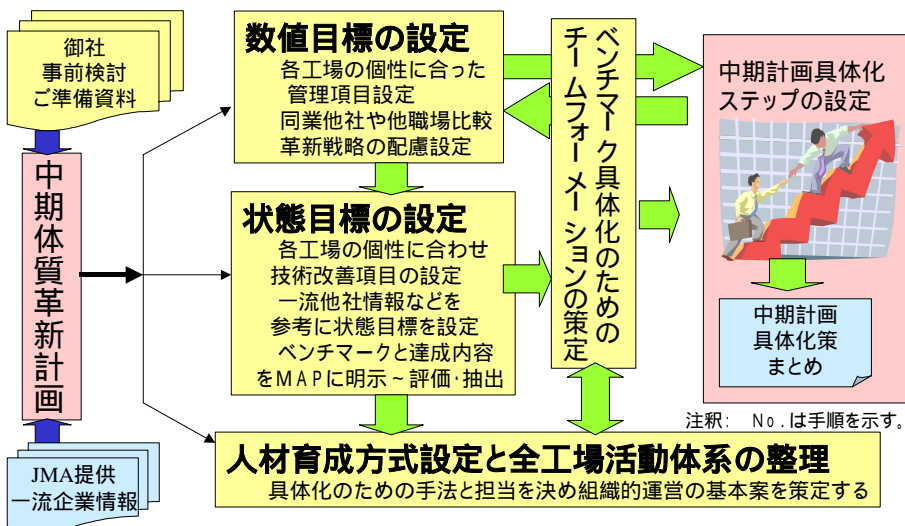 御社
事前検討
ご準備資料
中期体質革新計画
JMA提供
一流企業情報
数値目標の設定
各工場の個性に合った
管理項目設定
同業他社や他職場比較
革新戦略の配慮設定
状態目標の設定
各工場の個性に合わせ
技術改善項目の設定
一流他社情報などを
参考に状態目標を設定
ベンチマークと達成内容
をMAPに明示～評価・抽出
ベンチマーク具体化のための
チームフォーメーションの策定
中期計画具体化
ステップの設定
中期計画
具体化策
まとめ
注釈: No.は手順を示す。
人材育成方式設定と全工場活動体系の整理
具体化のための手法と担当を決め組織的運営の基本案を策定する